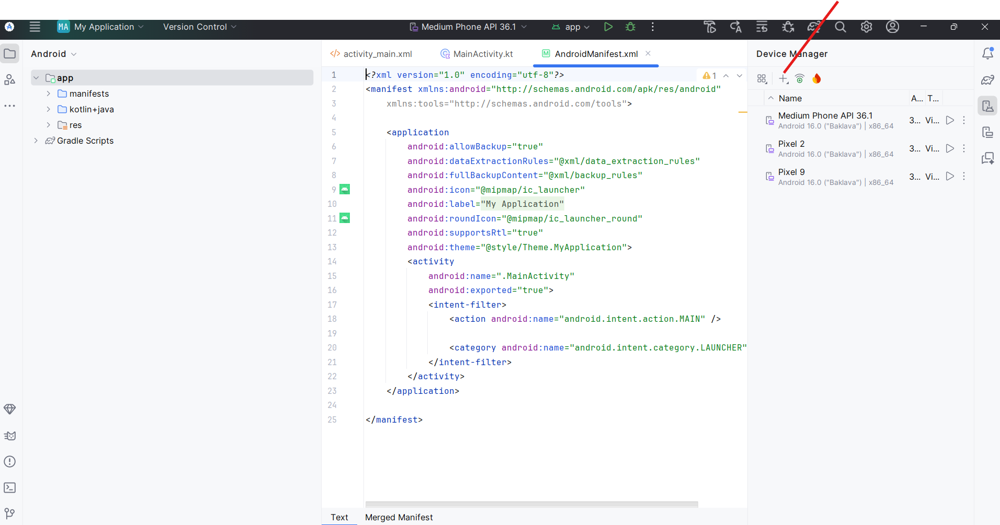 MA My Application Version Control Medium Phone API 36.1 app
Android
app
manifests
kotlin+java
res
Gradle Scripts
activity_main.xml MainActivity.kt AndroidManifest.xml
1
1 <?xml version="1.0" encoding="utf-8"?>
2 <manifest xmlns:android="http://schemas.android.com/apk/res/android"
3 xmlns:tools="http://schemas.android.com/tools">
4
5 <application
6 android:allowBackup="true"
7 android:dataExtractionRules="@xml/data_extraction_rules"
8 android:fullBackupContent="@xml/backup_rules"
9 android:icon="@mipmap/ic_launcher"
10 android:label="My Application"
11 android:roundIcon="@mipmap/ic_launcher_round"
12 android:supportsRtl="true"
13 android:theme="@style/Theme.MyApplication">
14 <activity
15 android:name=".MainActivity"
16 android:exported="true">
17 <intent-filter>
18 <action android:name="android.intent.action.MAIN" />
19
20 <category android:name="android.intent.category.LAUNCHER"
21 </intent-filter>
22 </activity>
23 </application>
24
25 </manifest>
Text Merged Manifest
Device Manager
Name A... T...
Medium Phone API 36.1 3... Vi...
Android 16.0 ("Baklava") | x86_64
Pixel 2 3... Vi...
Android 16.0 ("Baklava") | x86_64
Pixel 9 3... Vi...
Android 16.0 ("Baklava") | x86_64